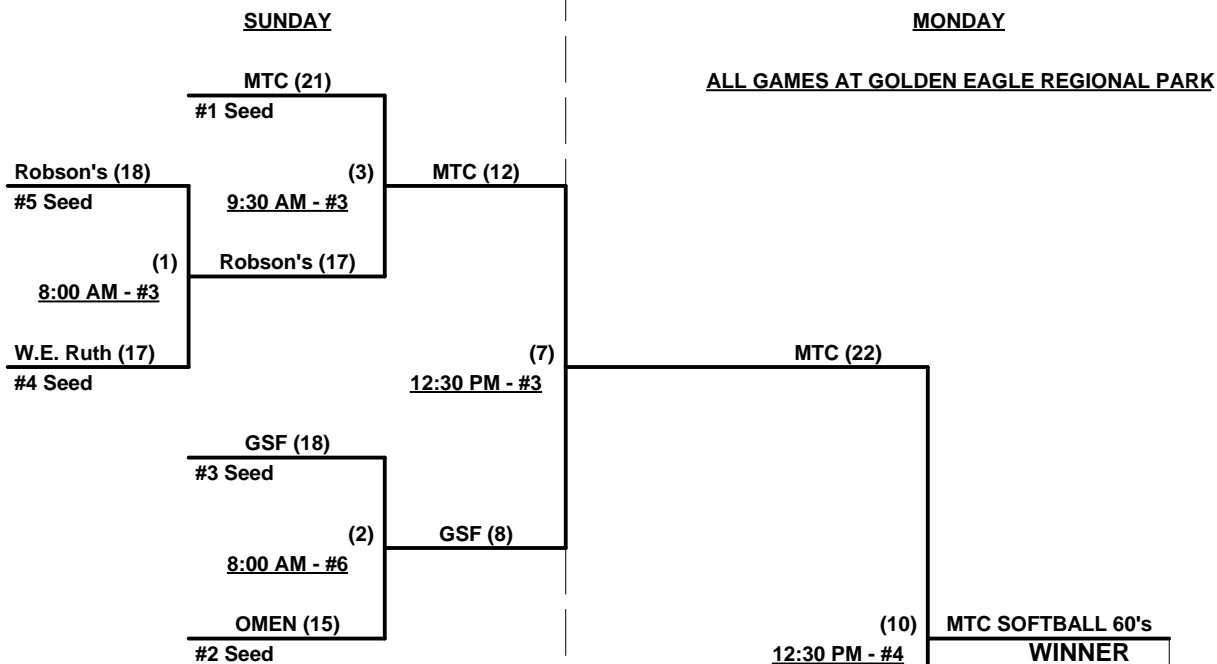 SUNDAY
MONDAY
MTC (21)
ALL GAMES AT GOLDEN EAGLE REGIONAL PARK
#1 Seed
Robson's (18)
(3)
MTC (12)
#5 Seed
9:30 AM - #3
(1)
Robson's (17)
8:00 AM - #3
W.E. Ruth (17)
(7)
MTC (22)
#4 Seed
12:30 PM - #3
GSF (18)
#3 Seed
(2)
GSF (8)
8:00 AM - #6
OMEN (15)
(10)
MTC SOFTBALL 60's
#2 Seed
12:30 PM - #4
WINNER